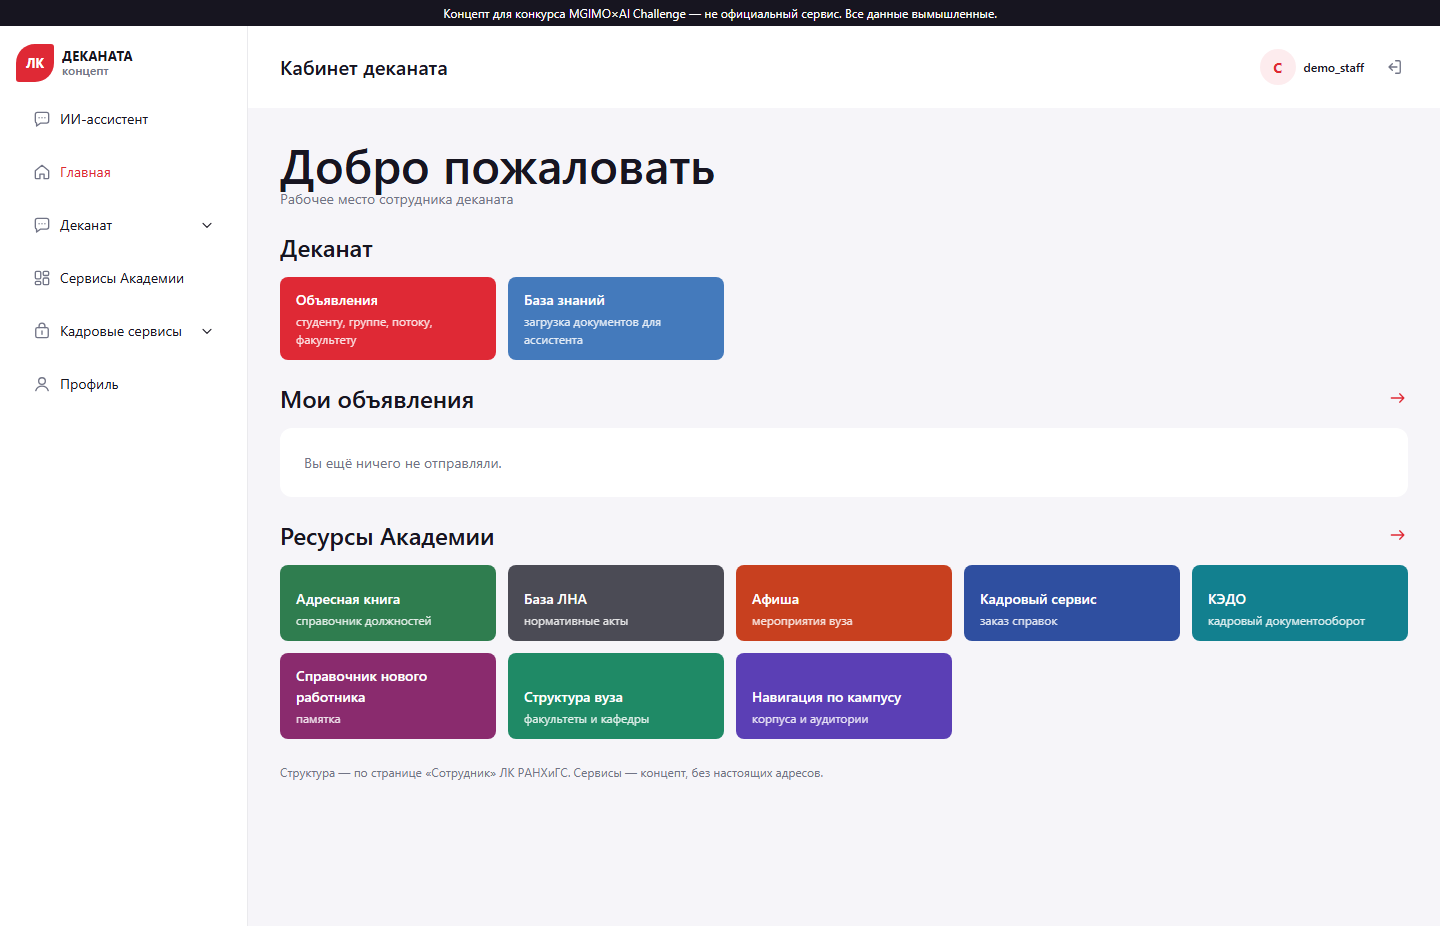 Концепт для конкурса MGIMO×AI Challenge — не официальный сервис. Все данные вымышленные.
ЛК
ДЕКАНАТА
концепт
Кабинет деканата
С
demo_staff
ИИ-ассистент
Главная
Деканат
Сервисы Академии
Кадровые сервисы
Профиль
Добро пожаловать
Рабочее место сотрудника деканата
Деканат
Объявления
студенту, группе, потоку,
факультету
База знаний
загрузка документов для
ассистента
Мои объявления
Вы ещё ничего не отправляли.
Ресурсы Академии
Адресная книга
справочник должностей
База ЛНА
нормативные акты
Афиша
мероприятия вуза
Кадровый сервис
заказ справок
КЭДО
кадровый документооборот
Справочник нового
работника
памятка
Структура вуза
факультеты и кафедры
Навигация по кампусу
корпуса и аудитории
Структура — по странице «Сотрудник» ЛК РАНХиГС. Сервисы — концепт, без настоящих адресов.